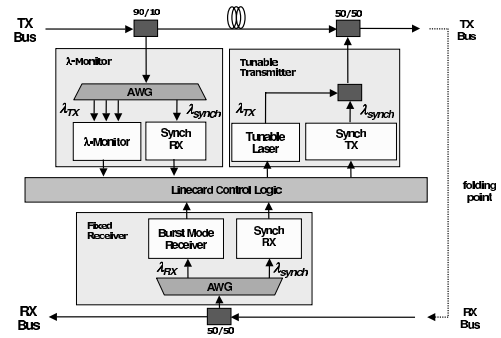 TX Bus
90/10
50/50
TX Bus
λ-Monitor
AWG
λTX
λsynch
λ-Monitor
Synch RX
Tunable Transmitter
λTX
λsynch
Tunable Laser
Synch TX
Linecard Control Logic
folding point
Fixed Receiver
Burst Mode Receiver
Synch RX
λRX
λsynch
AWG
RX Bus
50/50
RX Bus